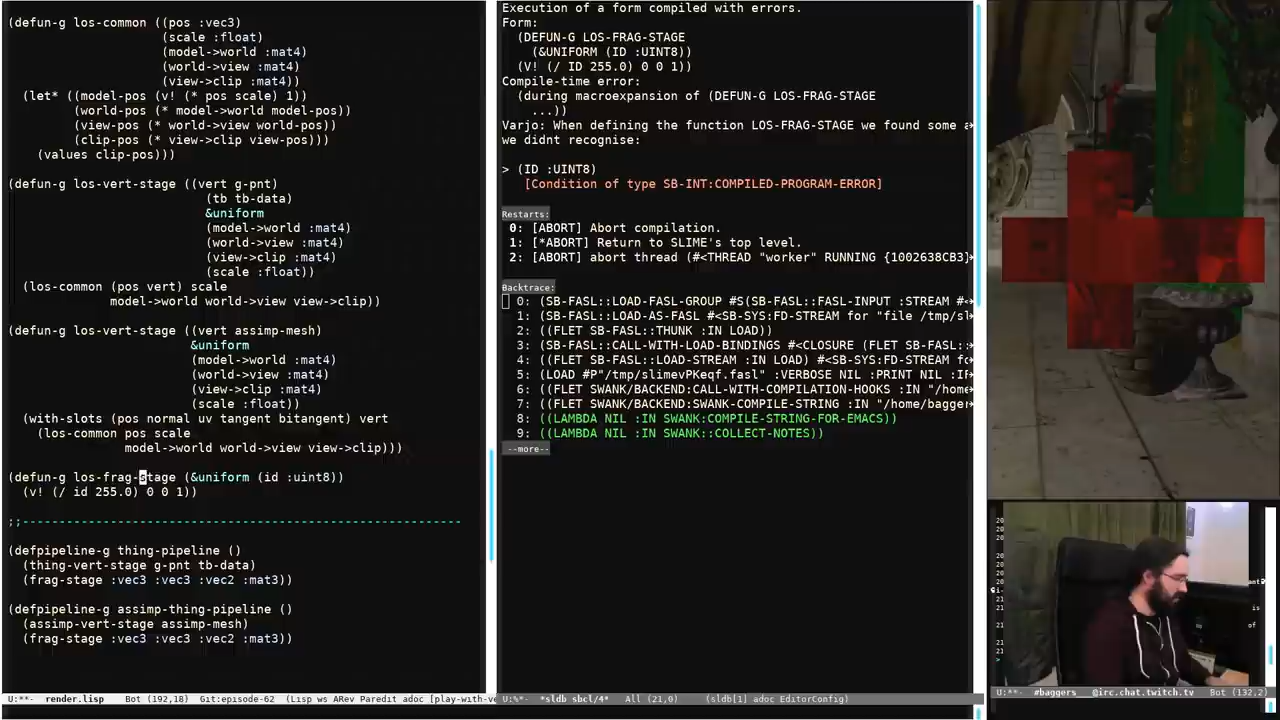 (defun-g los-common ((pos :vec3)
(scale :float)
(model->world :mat4)
(world->view :mat4)
(view->clip :mat4))
(let* ((model-pos (v! (* pos scale) 1))
(world-pos (* model->world model-pos))
(view-pos (* world->view world-pos))
(clip-pos (* view->clip view-pos)))
(values clip-pos)))
(defun-g los-vert-stage ((vert g-pnt)
(tb tb-data)
&uniform
(model->world :mat4)
(world->view :mat4)
(view->clip :mat4)
(scale :float))
(los-common (pos vert) scale
model->world world->view view->clip))
(defun-g los-vert-stage ((vert assimp-mesh)
&uniform
(model->world :mat4)
(world->view :mat4)
(view->clip :mat4)
(scale :float))
(with-slots (pos normal uv tangent bitangent) vert
(los-common pos scale
model->world world->view view->clip)))
(defun-g los-frag-stage (&uniform (id :uint8))
(v! (/ id 255.0) 0 0 1))
;;------------------------------------------------------------
(defpipeline-g thing-pipeline ()
(thing-vert-stage g-pnt tb-data)
(frag-stage :vec3 :vec3 :vec2 :mat3))
(defpipeline-g assimp-thing-pipeline ()
(assimp-vert-stage assimp-mesh)
(frag-stage :vec3 :vec3 :vec2 :mat3))
U:**- render.lisp Bot (192,18) Git:episode-62 (Lisp ws ARev Paredit adoc [play-with-ve
Execution of a form compiled with errors.
Form:
(DEFUN-G LOS-FRAG-STAGE
(&UNIFORM (ID :UINT8))
(V! (/ ID 255.0) 0 0 1))
Compile-time error:
(during macroexpansion of (DEFUN-G LOS-FRAG-STAGE
...))
Varjo: When defining the function LOS-FRAG-STAGE we found some a
we didnt recognise:
> (ID :UINT8)
[Condition of type SB-INT:COMPILED-PROGRAM-ERROR]
Restarts:
0: [ABORT] Abort compilation.
1: [*ABORT] Return to SLIME's top level.
2: [ABORT] abort thread (#<THREAD "worker" RUNNING {1002638CB3}
Backtrace:
0: (SB-FASL::LOAD-FASL-GROUP #S(SB-FASL::FASL-INPUT :STREAM #<
1: (SB-FASL::LOAD-AS-FASL #<SB-SYS:FD-STREAM for "file /tmp/sl
2: ((FLET SB-FASL::THUNK :IN LOAD))
3: (SB-FASL::CALL-WITH-LOAD-BINDINGS #<CLOSURE (FLET SB-FASL::
4: ((FLET SB-FASL::LOAD-STREAM :IN LOAD) #<SB-SYS:FD-STREAM fo
5: (LOAD #P"/tmp/slimevPKeqf.fasl" :VERBOSE NIL :PRINT NIL :IF
6: ((FLET SWANK/BACKEND:CALL-WITH-COMPILATION-HOOKS :IN "/home
7: ((FLET SWANK/BACKEND:SWANK-COMPILE-STRING :IN "/home/bagger
8: ((LAMBDA NIL :IN SWANK:COMPILE-STRING-FOR-EMACS))
9: ((LAMBDA NIL :IN SWANK::COLLECT-NOTES))
--more--
U:%*- *sldb sbcl/4* All (21,0) (sldb[1] adoc EditorConfig)
U:**- #baggers @irc.chat.twitch.tv Bot (132,2)